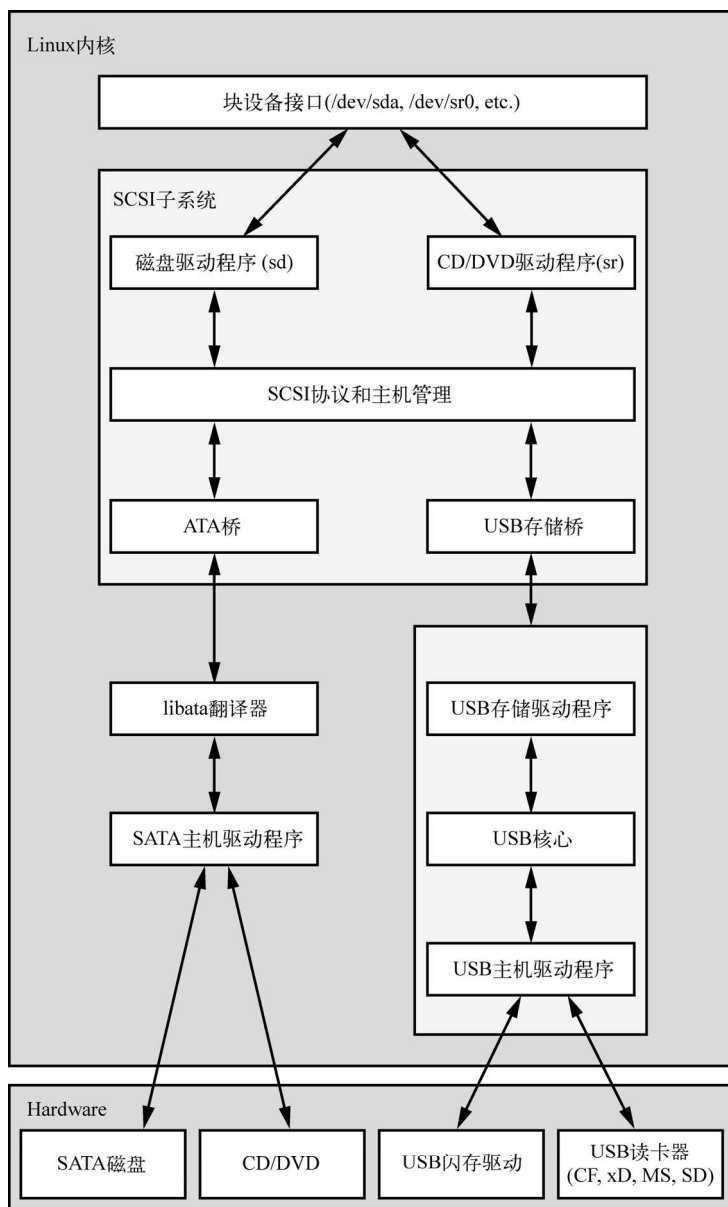 Linux内核
块设备接口(/dev/sda, /dev/sr0, etc.)
SCSI子系统
磁盘驱动程序 (sd)
CD/DVD驱动程序(sr)
SCSI协议和主机管理
ATA桥
USB存储桥
libata翻译器
USB存储驱动程序
SATA主机驱动程序
USB核心
USB主机驱动程序
Hardware
SATA磁盘
CD/DVD
USB闪存驱动
USB读卡器
(CF, xD, MS, SD)